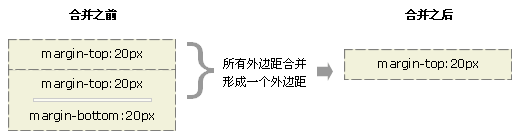 合并之前
合并之后
margin-top:20px
margin-top:20px
margin-bottom:20px
所有外边距合并
形成一个外边距
margin-top:20px